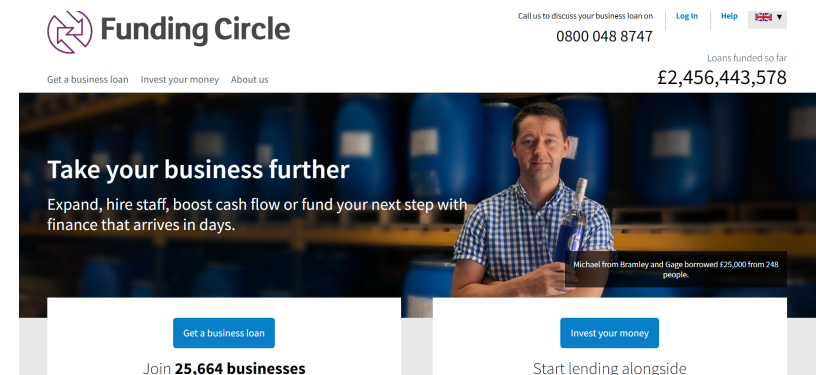 Funding Circle
Call us to discuss your business loan on
0800 048 8747
Log In
Help
Loans funded so far
£2,456,443,578
Get a business loan
Invest your money
About us
Take your business further
Expand, hire staff, boost cash flow or fund your next step with
finance that arrives in days.
Michael from Bramley and Gage borrowed £25,000 from 248
people.
Get a business loan
Join 25,664 businesses
Invest your money
Start lending alongside